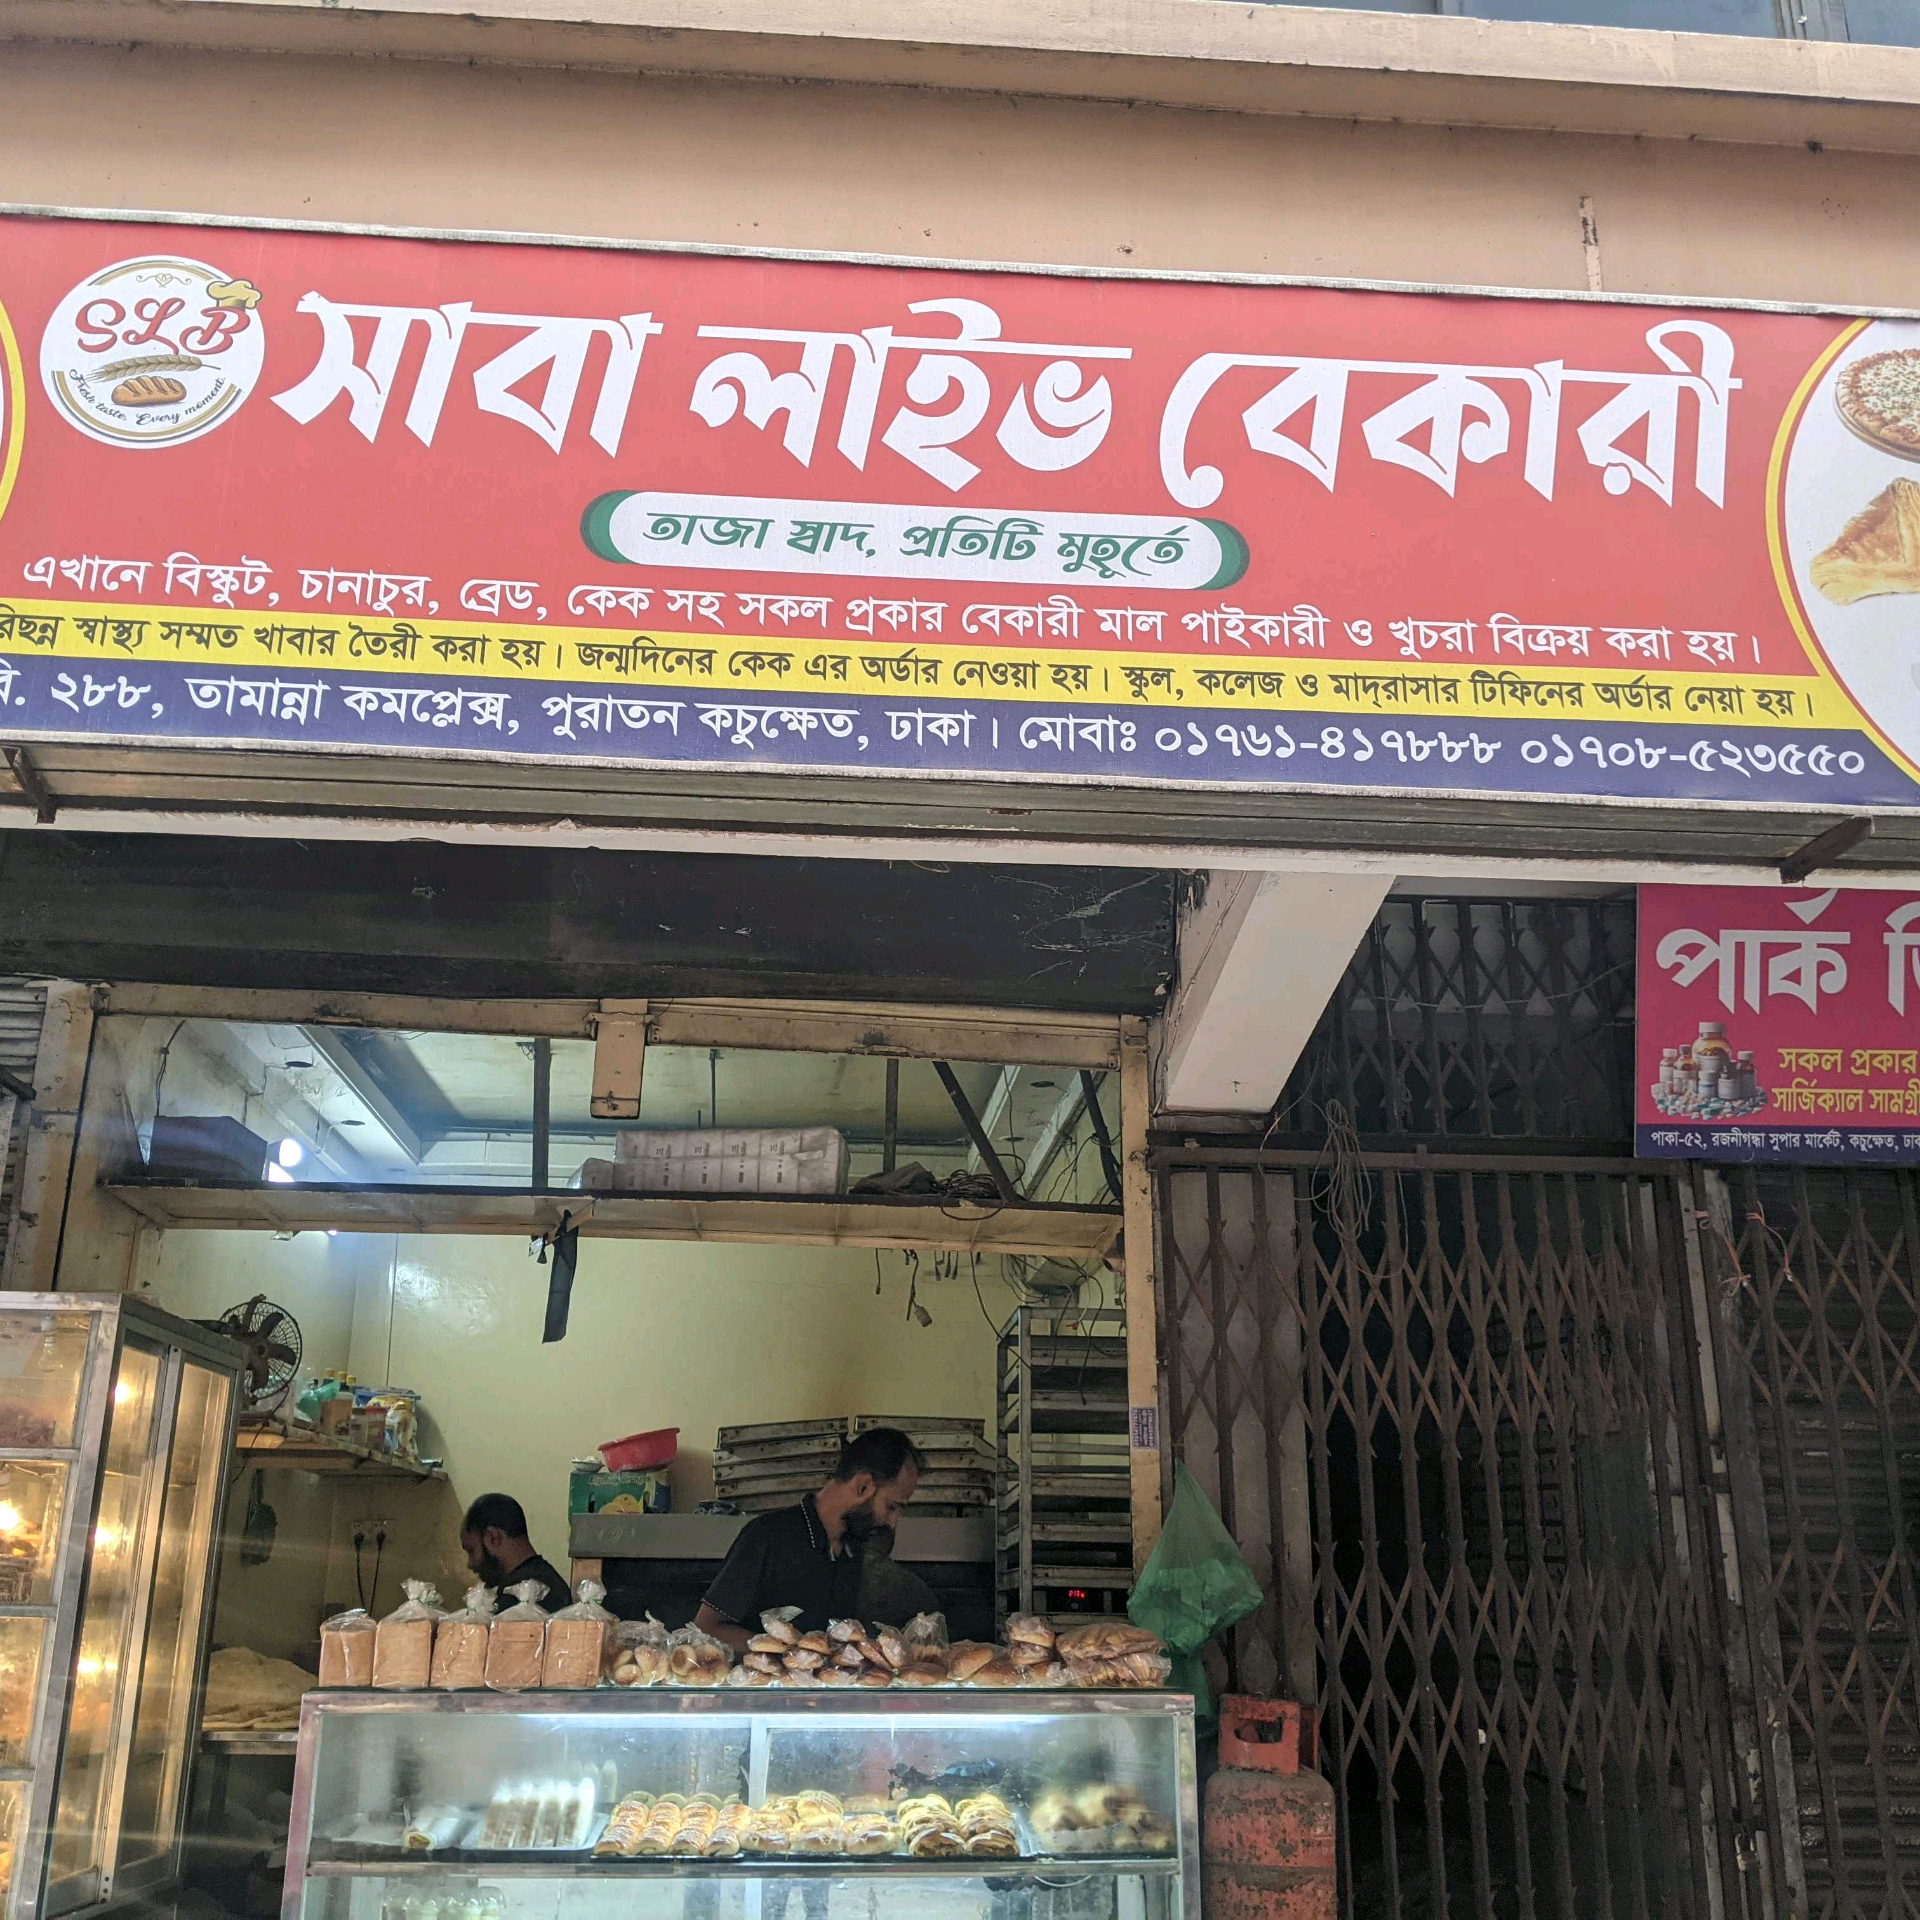 SLB
Fresh taste. Every moment.
সাবা লাইভ বেকারী
তাজা স্বাদ, প্রতিটি মুহূর্তে
এখানে বিস্কুট, চানাচুর, ব্রেড, কেক সহ সকল প্রকার বেকারী মাল পাইকারী ও খুচরা বিক্রয় করা হয়।
স্বাস্থ্য সম্মত খাবার তৈরী করা হয়। জন্মদিনের কেক এর অর্ডার নেওয়া হয়। স্কুল, কলেজ ও মাদ্‌রাসার টিফিনের অর্ডার নেয়া হয়।
বি. ২৮৮, তামান্না কমপ্লেক্স, পুরাতন কচুক্ষেত, ঢাকা। মোবাঃ ০১৭৬১-৪১৭৮৮৮ ০১৭০৮-৫২৩৫৫০
পার্ক
সকল প্রকার
সার্জিক্যাল সামগ্রী
পাকা-৫২, রজনীগন্ধা সুপার মার্কেট, কচুক্ষেত,